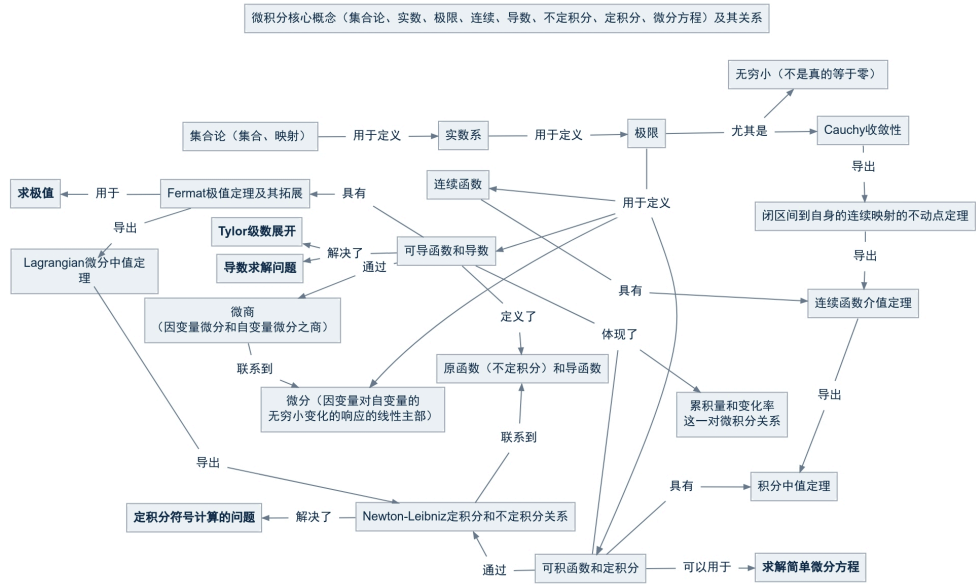 微积分核心概念（集合论、实数、极限、连续、导数、不定积分、定积分、微分方程）及其关系
无穷小（不是真的等于零）
集合论（集合、映射）
用于定义
实数系
用于定义
极限
尤其是
Cauchy收敛性
导出
求极值
用于
Fermat极值定理及其拓展
具有
连续函数
用于定义
闭区间到自身的连续映射的不动点定理
导出
Tylor级数展开
导出
解决了
可导函数和导数
导出
Lagrangian微分中值定
理
导数求解问题
通过
具有
连续函数介值定理
微商
（因变量微分和自变量微分之商）
定义了
体现了
联系到
原函数（不定积分）和导函数
微分（因变量对自变量的
无穷小变化的响应的线性主部）
累积量和变化率
这一对微积分关系
导出
联系到
导出
具有
积分中值定理
定积分符号计算的问题
解决了
Newton-Leibniz定积分和不定积分关系
通过
可积函数和定积分
可以用于
求解简单微分方程